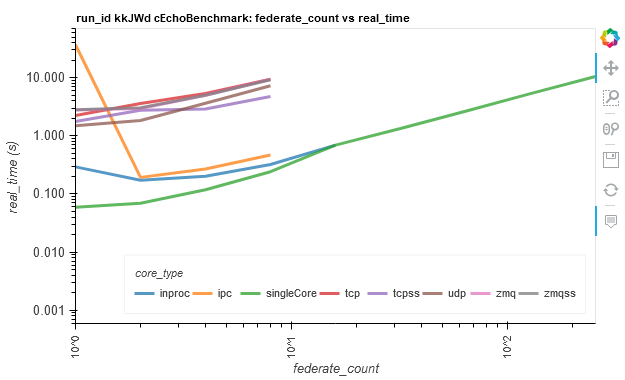 run_id kkJWd cEchoBenchmark: federate_count vs real_time
10.000
1.000
0.100
0.010
0.001
real_time (s)
core_type
inproc ipc singleCore tcp tcpss udp zmq zmqss
10^0 10^1 10^2
federate_count